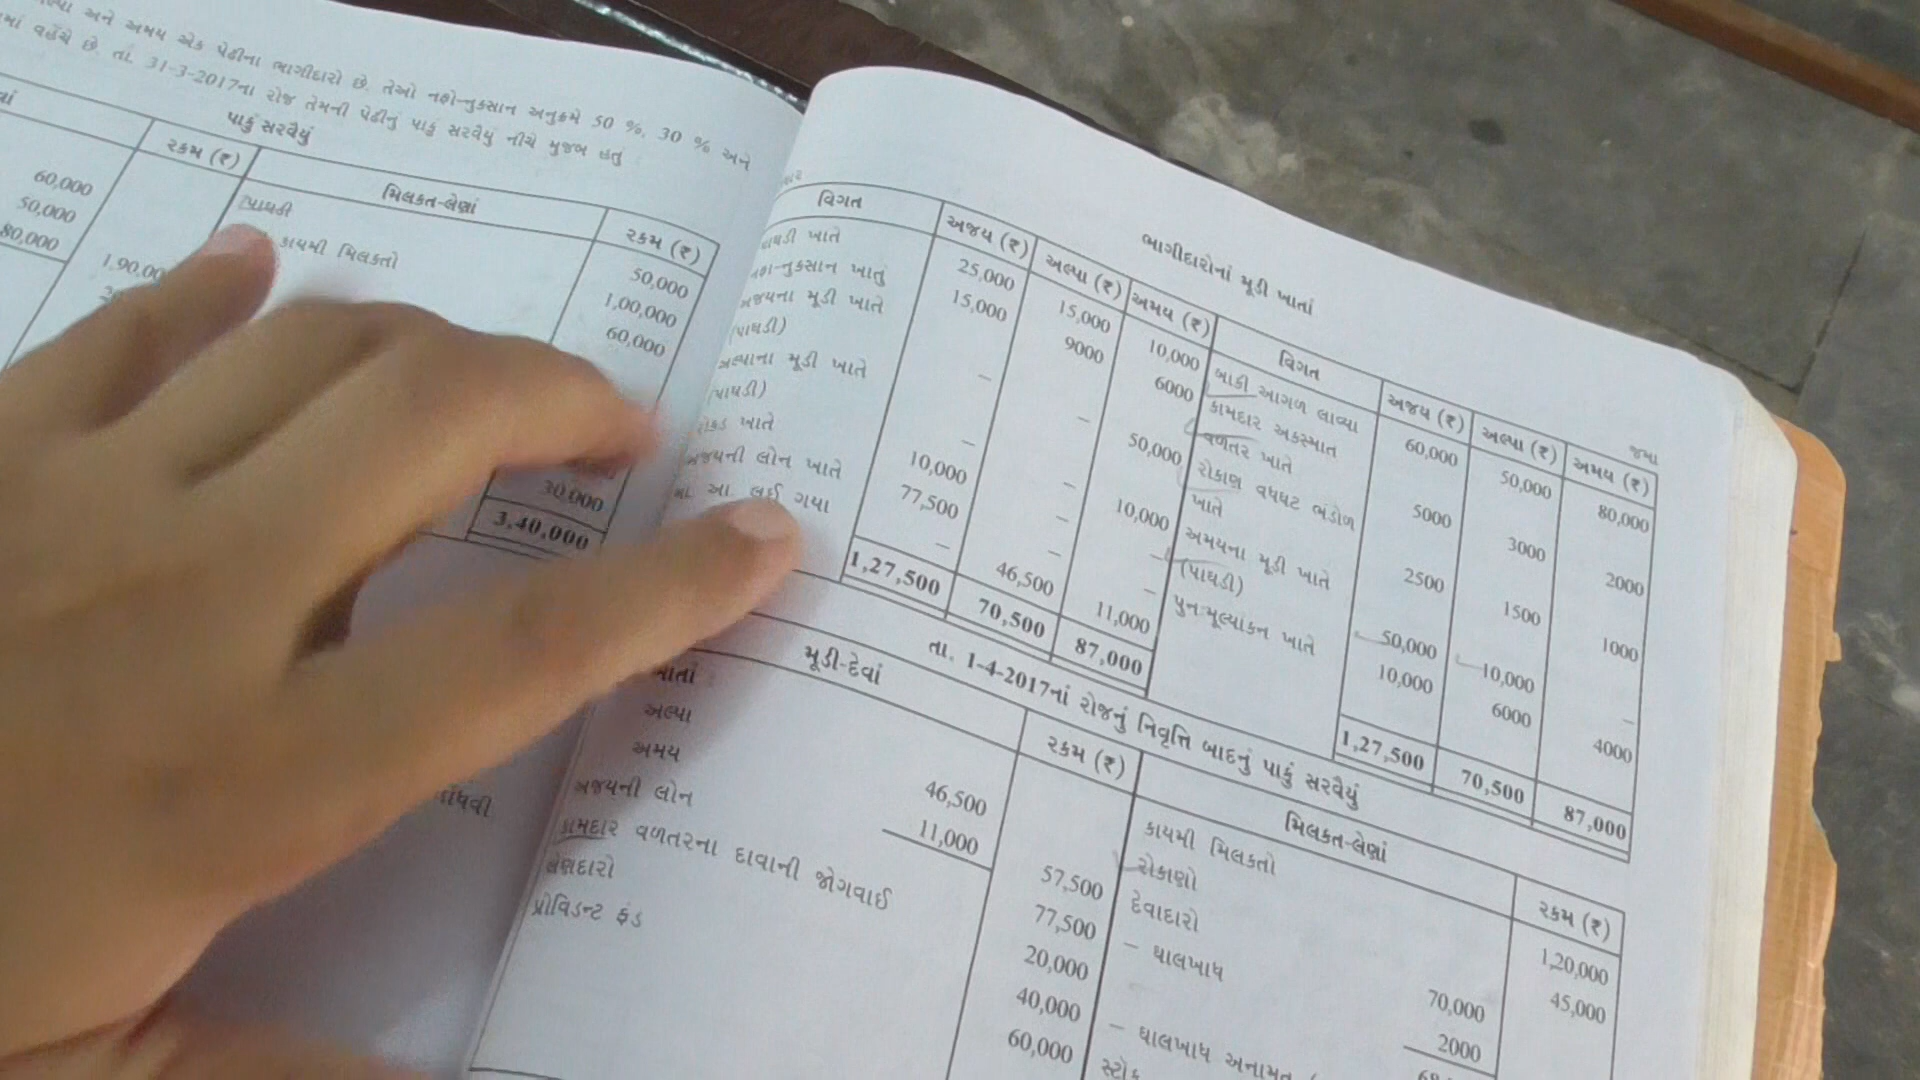 અને અમય એક પેઢીના ભાગીદારો છે. તેઓ નફો-નુકસાન અનુક્રમે 50 %, 30 % અને
વહેંચે છે. તા. 31-3-2017ના રોજ તેમની પેઢીનું પાકું સરવૈયું નીચે મુજબ હતું
પાકું સરવૈયું
રકમ (₹) મિલકત-લેણાં રકમ (₹)
60,000 પાઘડી 50,000
50,000 કાયમી મિલકતો 1,00,000
80,000 60,000
30,000
3,40,000
ભાગીદારોનાં મૂડી ખાતાં
જમા
વિગત અજય (₹) અલ્પા (₹) અમય (₹) વિગત અજય (₹) અલ્પા (₹) અમય (₹)
પાઘડી ખાતે 25,000 15,000 10,000 બાકી આગળ લાવ્યા 60,000 50,000 80,000
નફા-નુકસાન ખાતુ 15,000 9000 6000 કામદાર અકસ્માત
અજયના મૂડી ખાતે વળતર ખાતે 5000 3000 2000
(પાઘડી) – – 50,000 રોકાણ વધઘટ ભંડોળ
અલ્પાના મૂડી ખાતે ખાતે 2500 1500 1000
(પાઘડી) – – 10,000 અમયના મૂડી ખાતે
રોકડ ખાતે 10,000 – – (પાઘડી) 50,000 10,000 –
અજયની લોન ખાતે 77,500 – – પુનઃમૂલ્યાંકન ખાતે 10,000 6000 4000
બા. આ. લઈ ગયા – 46,500 11,000
1,27,500 70,500 87,000 1,27,500 70,500 87,000
તા. 1-4-2017નાં રોજનું નિવૃત્તિ બાદનું પાકું સરવૈયું
મૂડી-દેવાં રકમ (₹) મિલકત-લેણાં રકમ (₹)
ખાતાં : કાયમી મિલકતો 1,20,000
અલ્પા 46,500 રોકાણો 45,000
અમય 11,000 57,500 દેવાદારો 70,000
અજયની લોન 77,500 – ઘાલખાધ 2000
કામદાર વળતરના દાવાની જોગવાઈ 20,000
લેણદારો 40,000 – ઘાલખાધ અનામત
પ્રોવિડન્ટ ફંડ 60,000 સ્ટોક